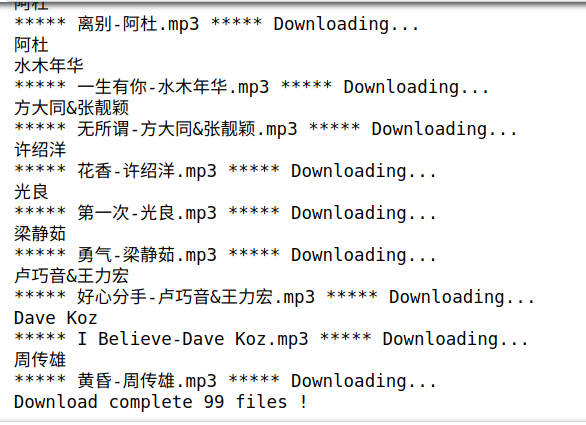 阿杜
***** 离别-阿杜.mp3 ***** Downloading...
阿杜
水木年华
***** 一生有你-水木年华.mp3 ***** Downloading...
方大同&张靓颖
***** 无所谓-方大同&张靓颖.mp3 ***** Downloading...
许绍洋
***** 花香-许绍洋.mp3 ***** Downloading...
光良
***** 第一次-光良.mp3 ***** Downloading...
梁静茹
***** 勇气-梁静茹.mp3 ***** Downloading...
卢巧音&王力宏
***** 好心分手-卢巧音&王力宏.mp3 ***** Downloading...
Dave Koz
***** I Believe-Dave Koz.mp3 ***** Downloading...
周传雄
***** 黄昏-周传雄.mp3 ***** Downloading...
Download complete 99 files !